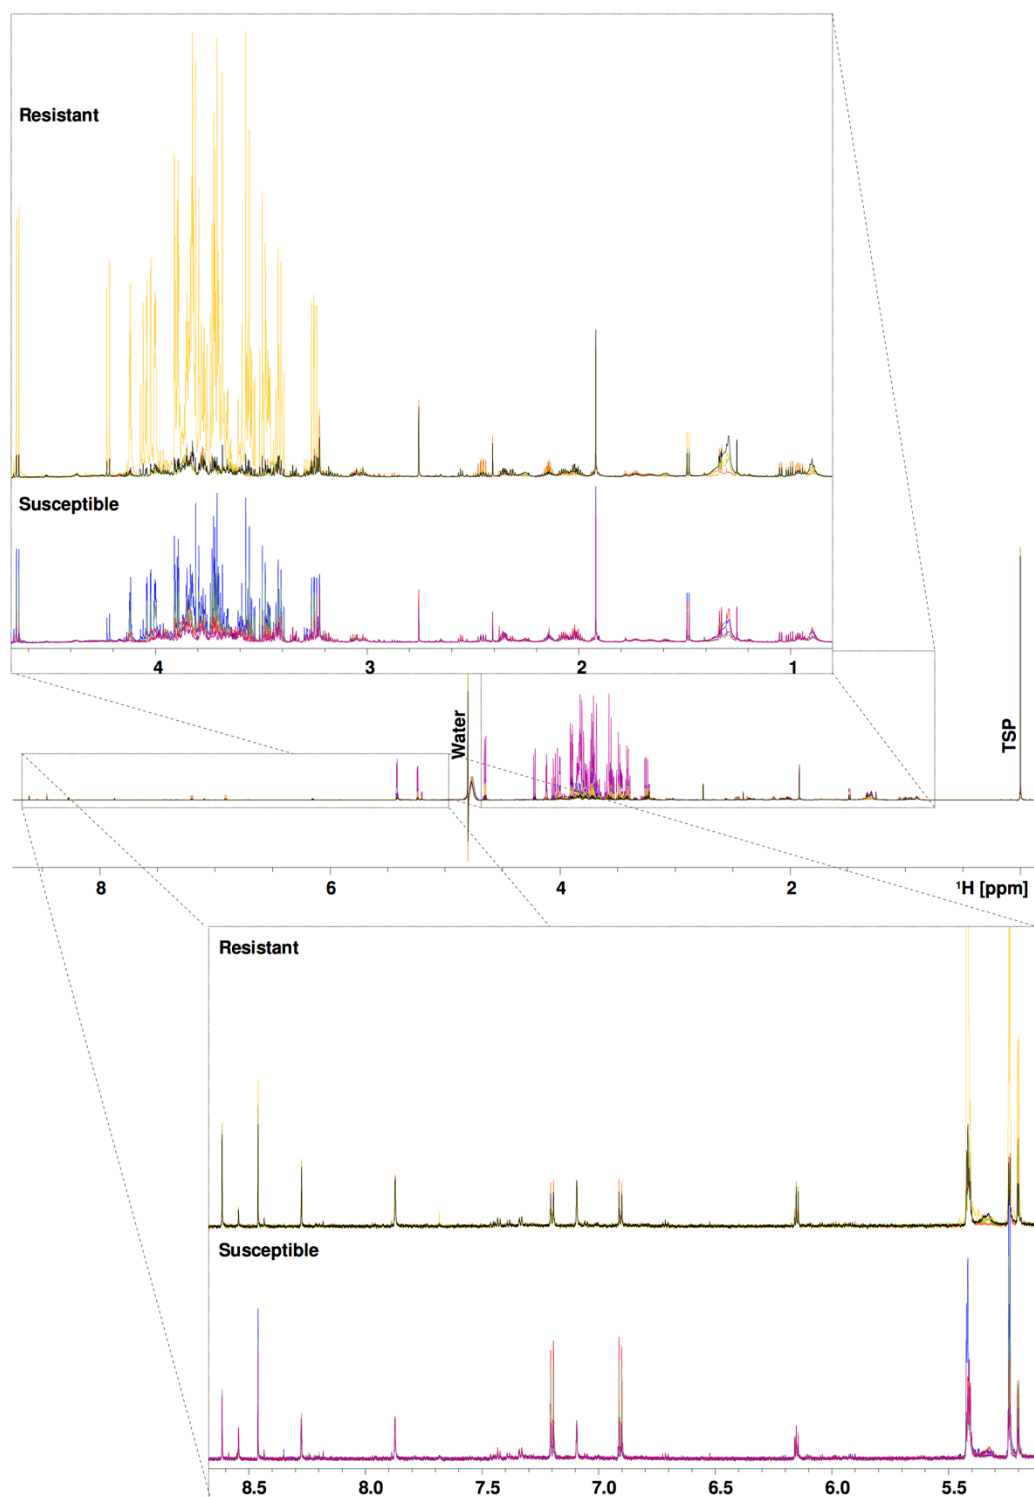 Resistant
Susceptible
4 3 2 1
Water
TSP
8 6 4 2 ¹H [ppm]
Resistant
Susceptible
8.5 8.0 7.5 7.0 6.5 6.0 5.5